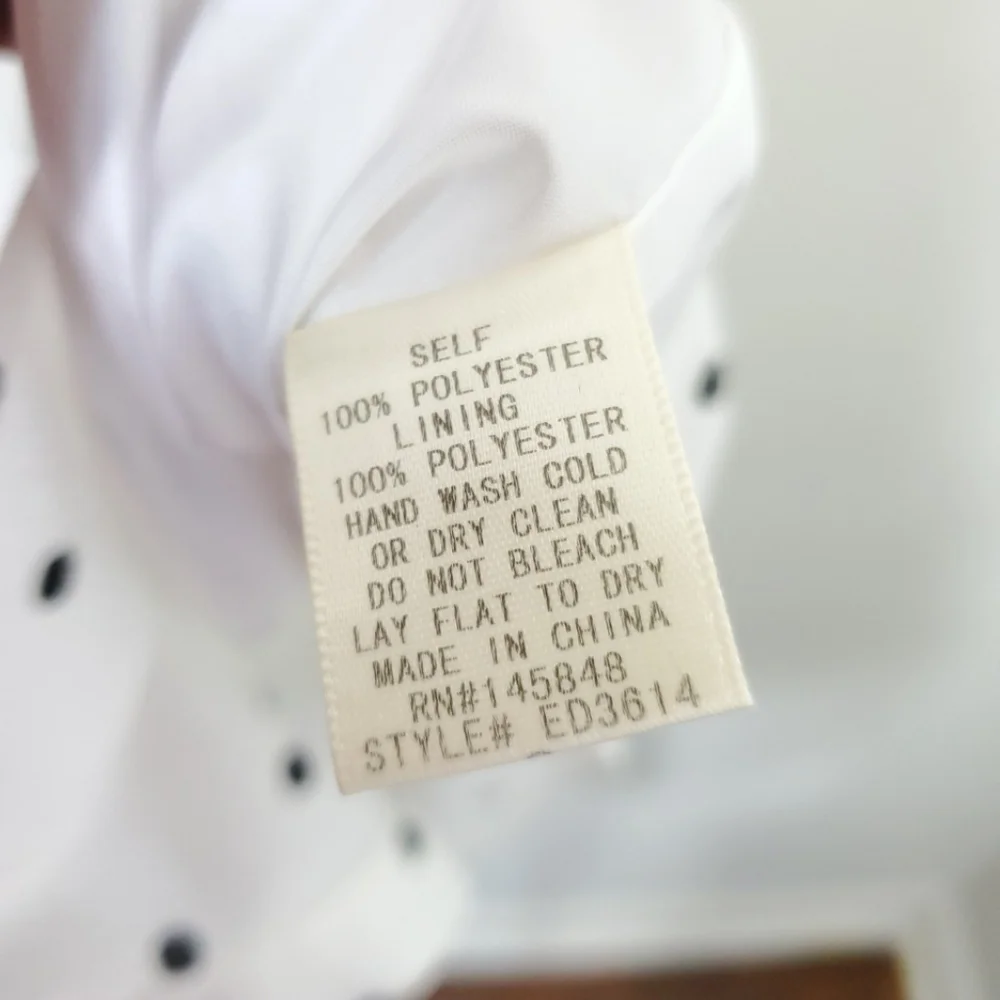 SELF
100% POLYESTER
LINING
100% POLYESTER
HAND WASH COLD
OR DRY CLEAN
DO NOT BLEACH
LAY FLAT TO DRY
MADE IN CHINA
RN#145848
STYLE# ED3614